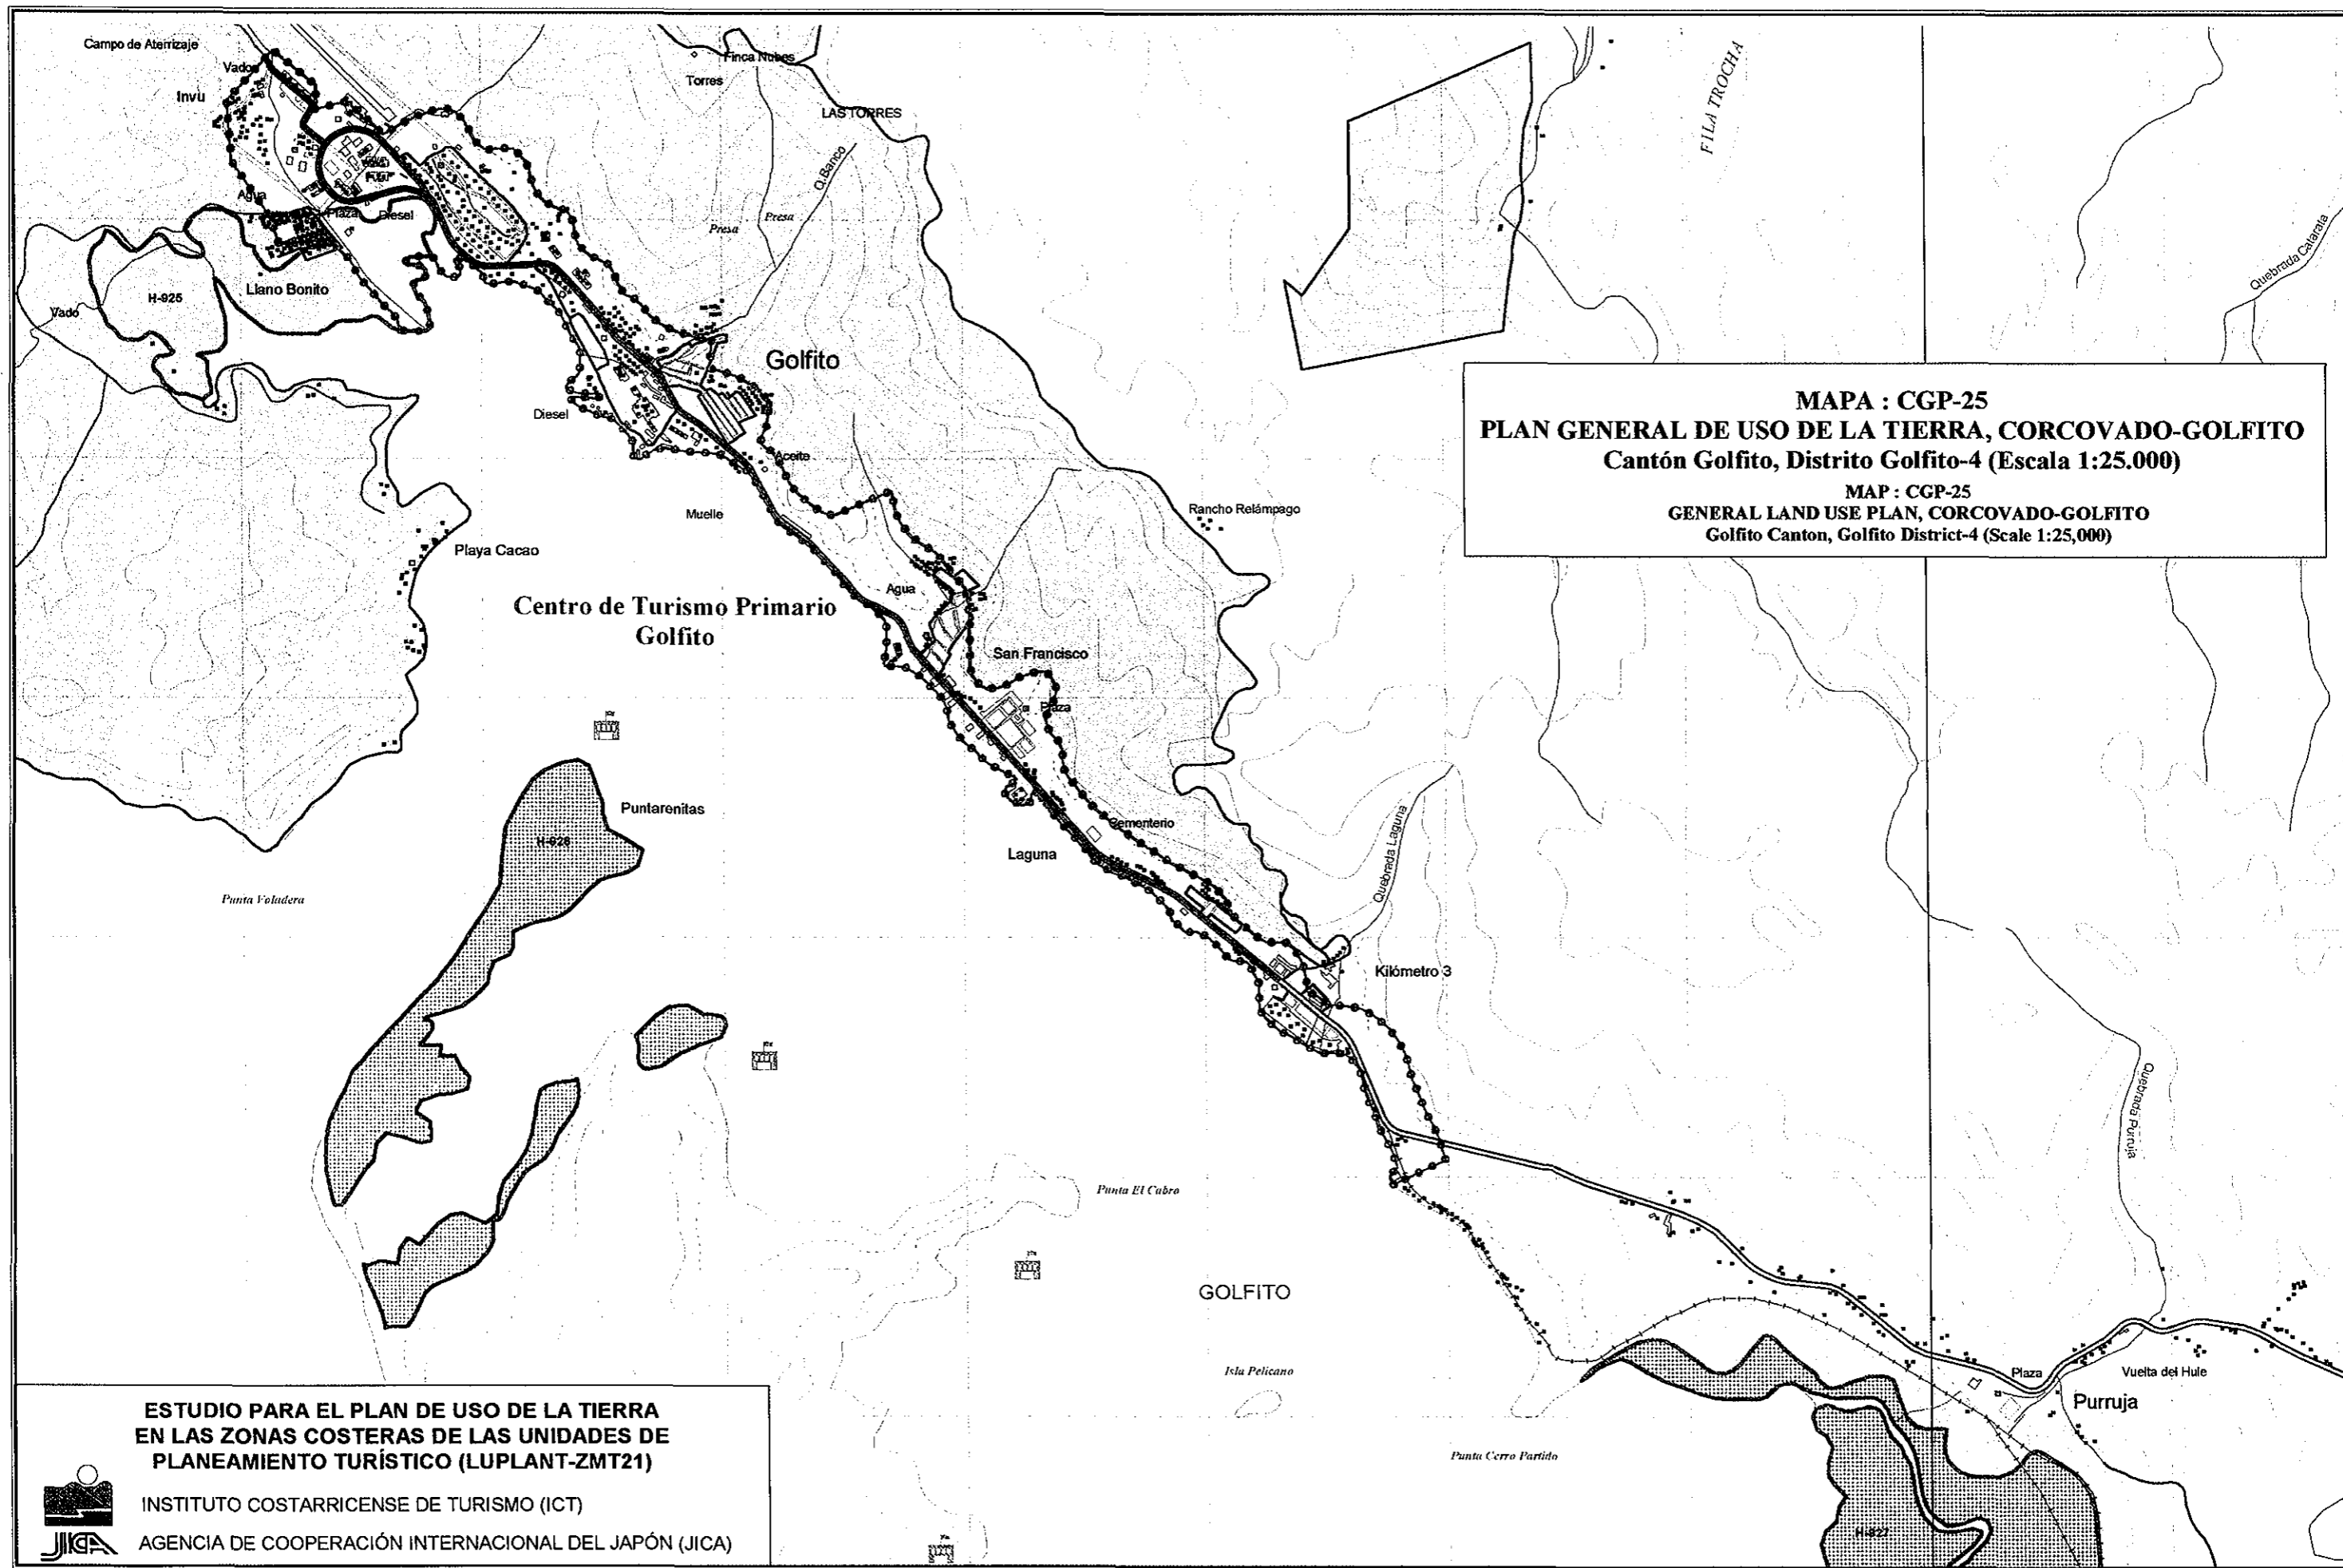 Campo de Aterrizaje
Vados
Invu
Finca Nubes
Torres
LAS TORRES
FILA TROCHA
Q.Banco
Agua
Plaza
Diesel
Presa
Presa
Quebrada Catarata
H-925
Llano Bonito
Vado
Golfito
Diesel
Aceite
Muelle
Rancho Relámpago
MAPA : CGP-25
PLAN GENERAL DE USO DE LA TIERRA, CORCOVADO-GOLFITO
Cantón Golfito, Distrito Golfito-4 (Escala 1:25.000)
MAP : CGP-25
GENERAL LAND USE PLAN, CORCOVADO-GOLFITO
Golfito Canton, Golfito District-4 (Scale 1:25,000)
Playa Cacao
Agua
Centro de Turismo Primario
Golfito
San Francisco
Plaza
Puntarenitas
H-926
Cementerio
Laguna
Quebrada Laguna
Punta Voladera
Kilómetro 3
Quebrada Purruja
Punta El Cabro
GOLFITO
Isla Pelicano
Plaza
Vuelta del Hule
Purruja
Punta Cerro Partido
H-927
ESTUDIO PARA EL PLAN DE USO DE LA TIERRA
EN LAS ZONAS COSTERAS DE LAS UNIDADES DE
PLANEAMIENTO TURÍSTICO (LUPLANT-ZMT21)
INSTITUTO COSTARRICENSE DE TURISMO (ICT)
JICA
AGENCIA DE COOPERACIÓN INTERNACIONAL DEL JAPÓN (JICA)